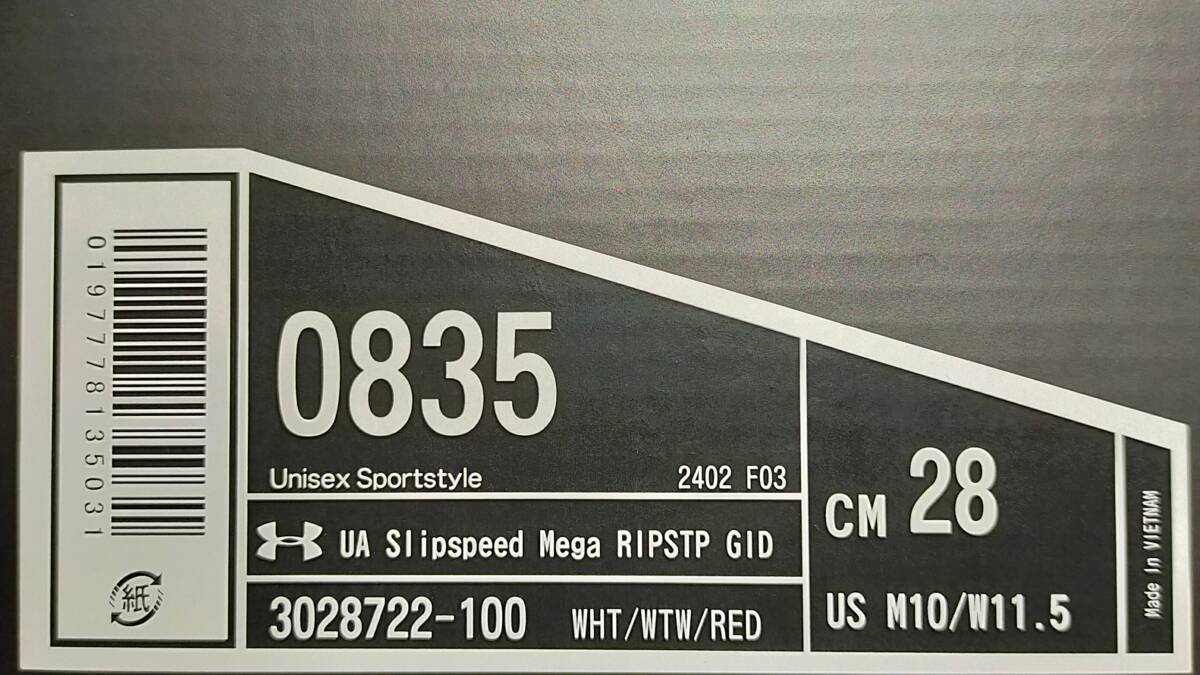 0197778135031
紙
0835
Unisex Sportstyle 2402 F03
UA Slipspeed Mega RIPSTP GID
3028722-100 WHT/WTW/RED
CM 28
US M10/W11.5
Made In VIETNAM